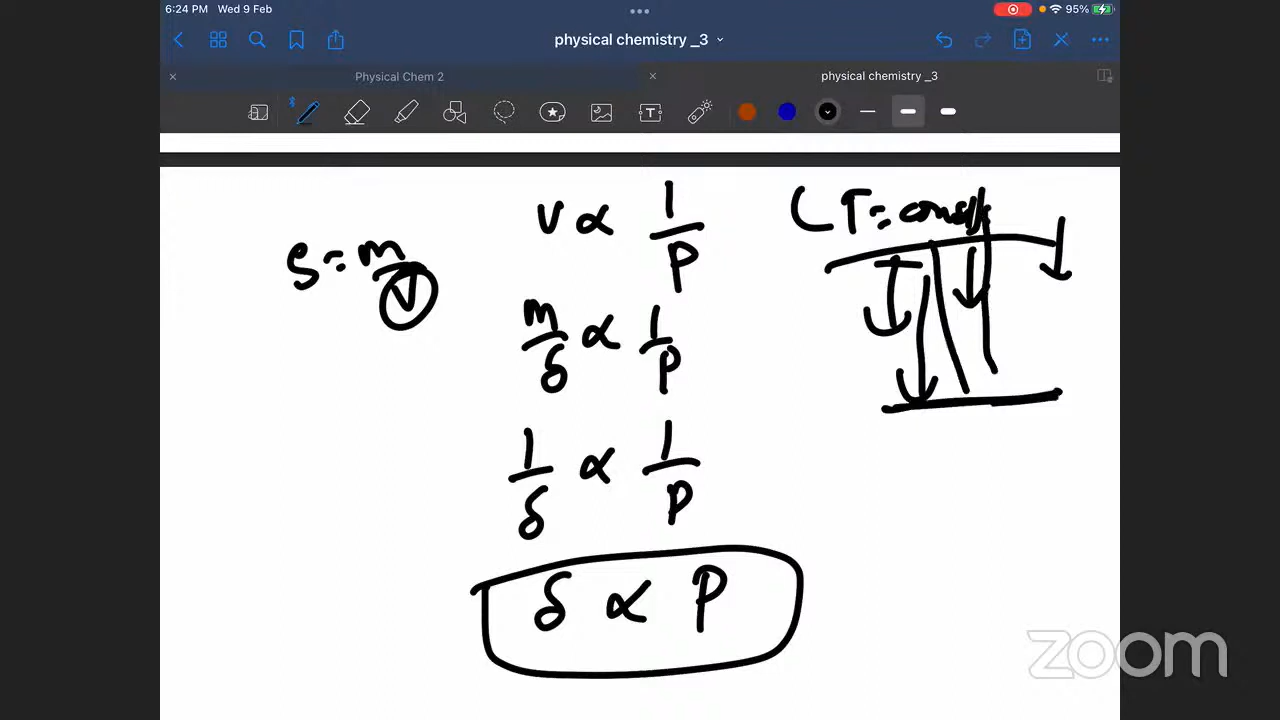 6:24 PM Wed 9 Feb
95%
physical chemistry _3
Physical Chem 2
physical chemistry _3
T
V ∝ 1/P
( T = const
S = m/V
m/δ ∝ 1/P
1/δ ∝ 1/P
δ ∝ P
zoom